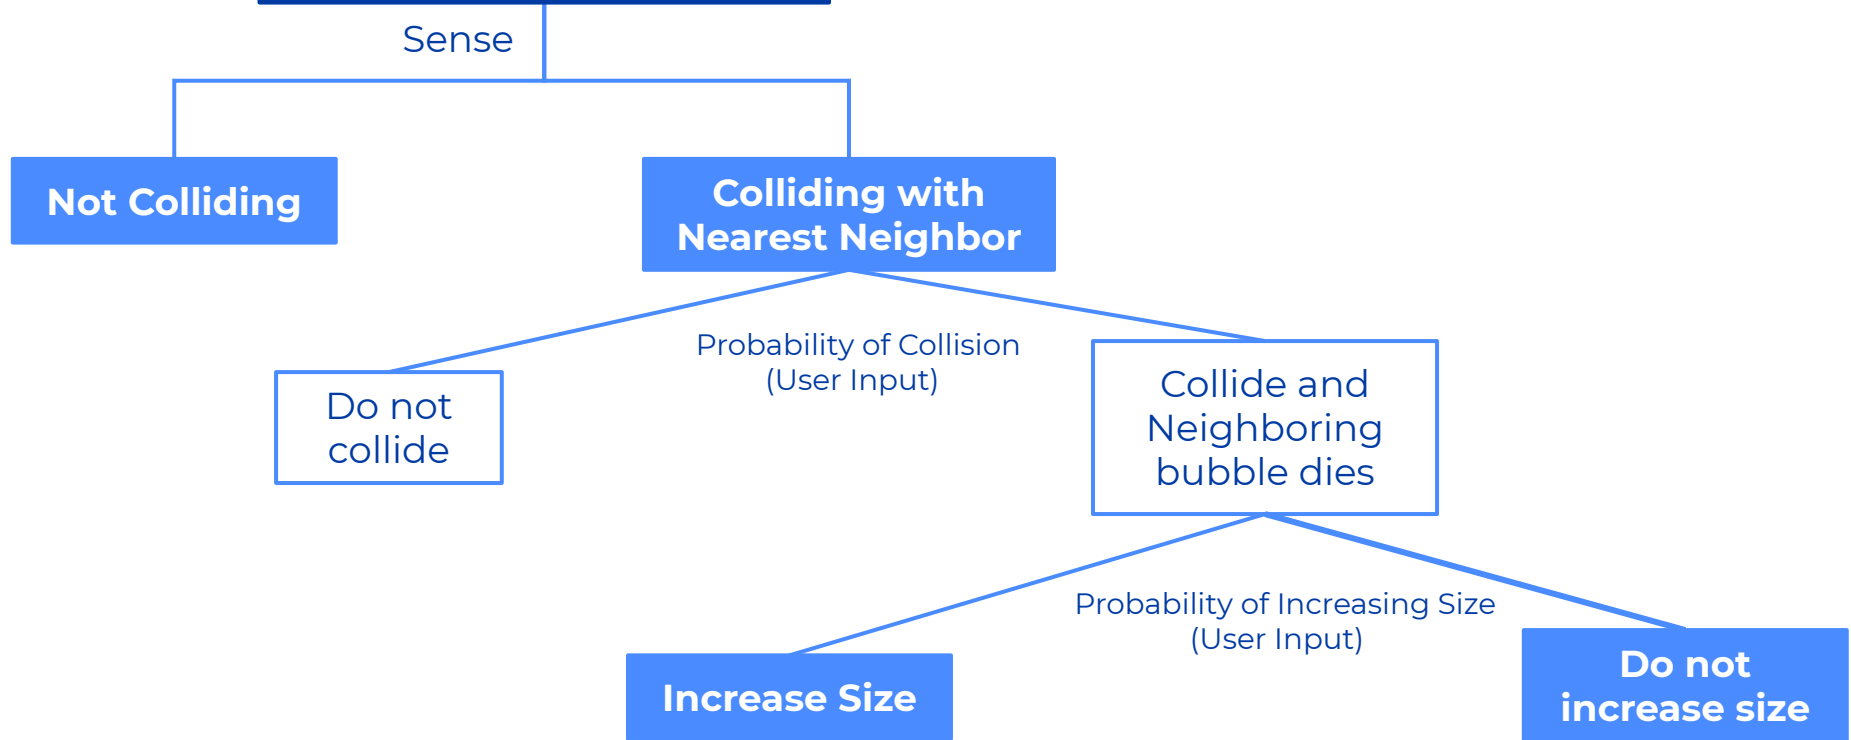 Sense
Not Colliding
Colliding with
Nearest Neighbor
Probability of Collision
(User Input)
Do not
collide
Collide and
Neighboring
bubble dies
Probability of Increasing Size
(User Input)
Increase Size
Do not
increase size